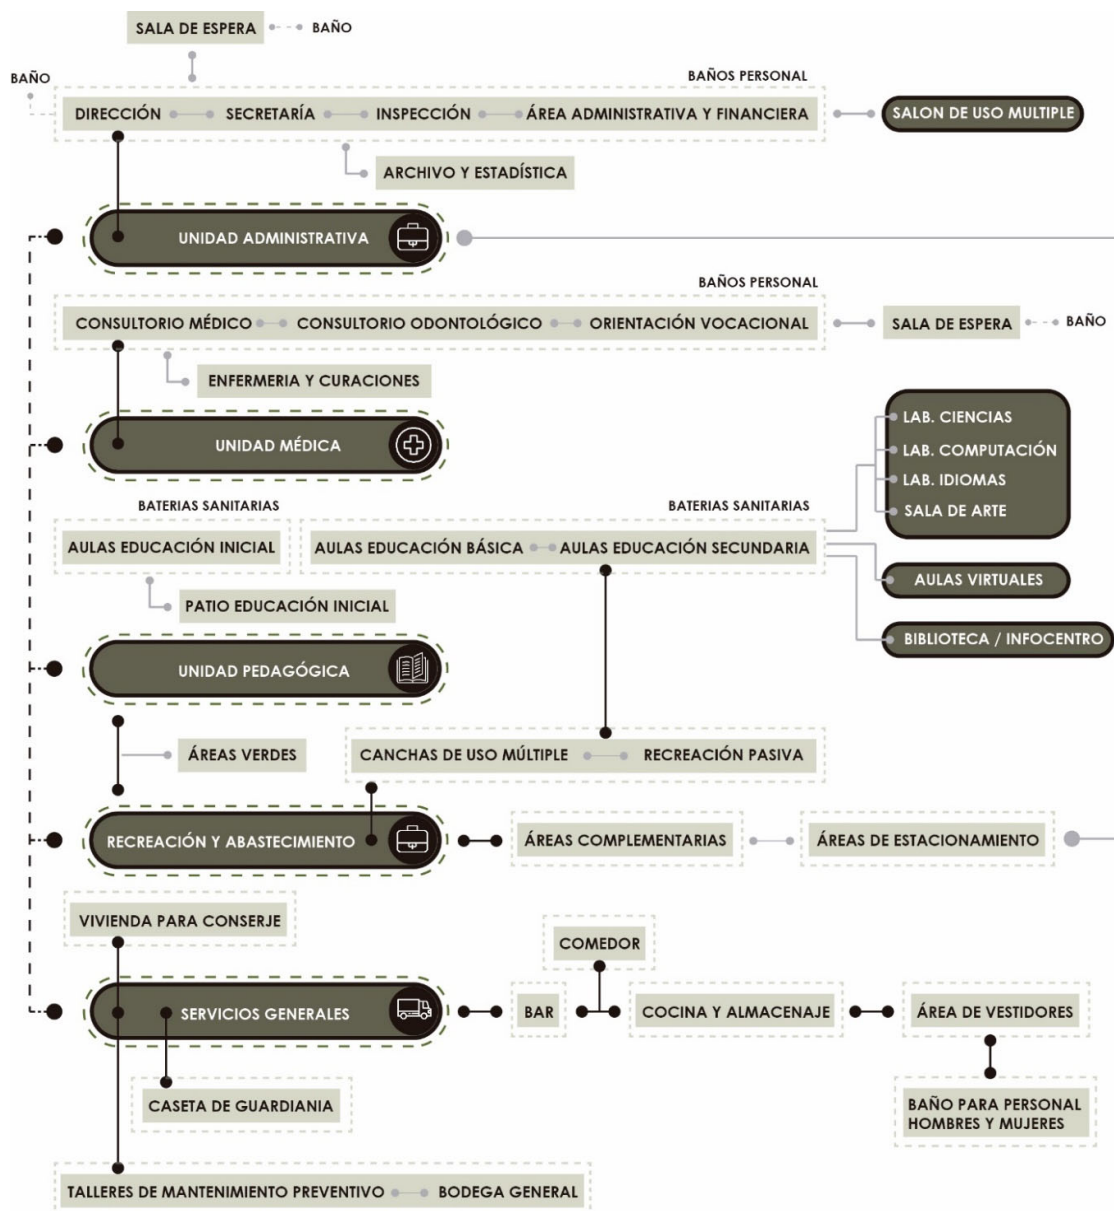 SALA DE ESPERA
BAÑO
BAÑO
BAÑOS PERSONAL
DIRECCIÓN
SECRETARÍA
INSPECCIÓN
ÁREA ADMINISTRATIVA Y FINANCIERA
SALON DE USO MULTIPLE
ARCHIVO Y ESTADÍSTICA
UNIDAD ADMINISTRATIVA
BAÑOS PERSONAL
CONSULTORIO MÉDICO
CONSULTORIO ODONTOLÓGICO
ORIENTACIÓN VOCACIONAL
SALA DE ESPERA
BAÑO
ENFERMERIA Y CURACIONES
UNIDAD MÉDICA
LAB. CIENCIAS
LAB. COMPUTACIÓN
LAB. IDIOMAS
SALA DE ARTE
BATERIAS SANITARIAS
BATERIAS SANITARIAS
AULAS EDUCACIÓN INICIAL
AULAS EDUCACIÓN BÁSICA
AULAS EDUCACIÓN SECUNDARIA
AULAS VIRTUALES
PATIO EDUCACIÓN INICIAL
BIBLIOTECA / INFOCENTRO
UNIDAD PEDAGÓGICA
ÁREAS VERDES
CANCHAS DE USO MÚLTIPLE
RECREACIÓN PASIVA
RECREACIÓN Y ABASTECIMIENTO
ÁREAS COMPLEMENTARIAS
ÁREAS DE ESTACIONAMIENTO
VIVIENDA PARA CONSERJE
COMEDOR
SERVICIOS GENERALES
BAR
COCINA Y ALMACENAJE
ÁREA DE VESTIDORES
CASETA DE GUARDIANIA
BAÑO PARA PERSONAL
HOMBRES Y MUJERES
TALLERES DE MANTENIMIENTO PREVENTIVO
BODEGA GENERAL